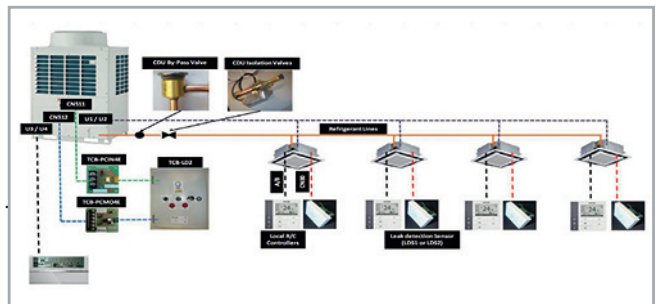 CDU By-Pass Valve
CDU Isolation Valves
CN511
CN512
U1 / U2
U3 / U4
Refrigerant Lines
TCB-PCIN4E
TCB-LD2
TCB-PCMO4E
A/B
CN80
Local A/C
Controllers
Leak detection Sensor
(LDS1 or LDS2)